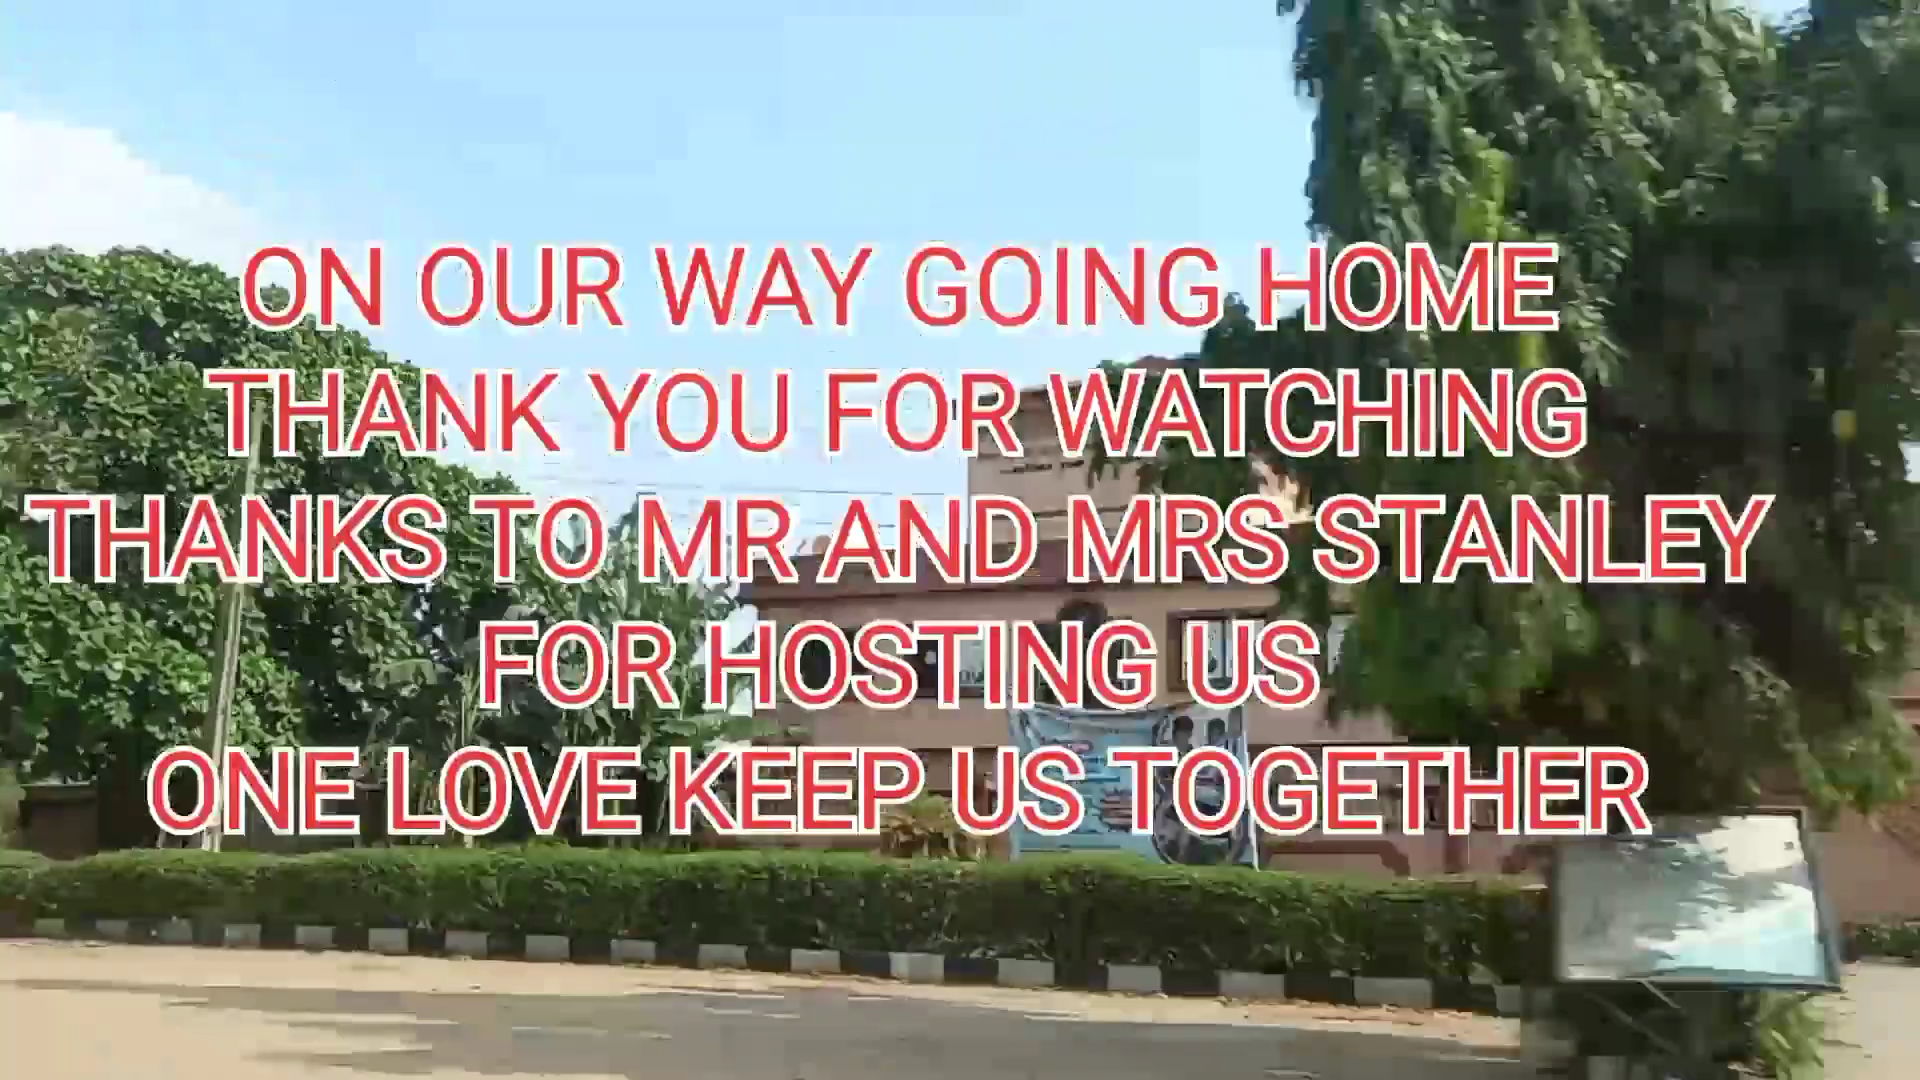 ON OUR WAY GOING HOME
THANK YOU FOR WATCHING
THANKS TO MR AND MRS STANLEY
FOR HOSTING US
ONE LOVE KEEP US TOGETHER